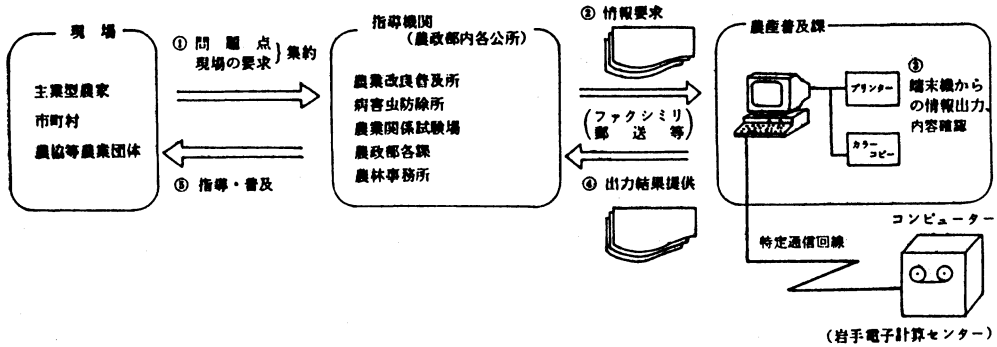 現場
主業型農家
市町村
農協等農業団体
① 問題点
現場の要求
集約
⑤ 指導・普及
指導機関
（農政部内各公所）
農業改良普及所
病害虫防除所
農業関係試験場
農政部各課
農林事務所
② 情報要求
（ファクシミリ
郵送等）
④ 出力結果提供
農産普及課
プリンター
カラー
コピー
③
端末機から
の情報出力、
内容確認
特定通信回線
コンピューター
（岩手電子計算センター）